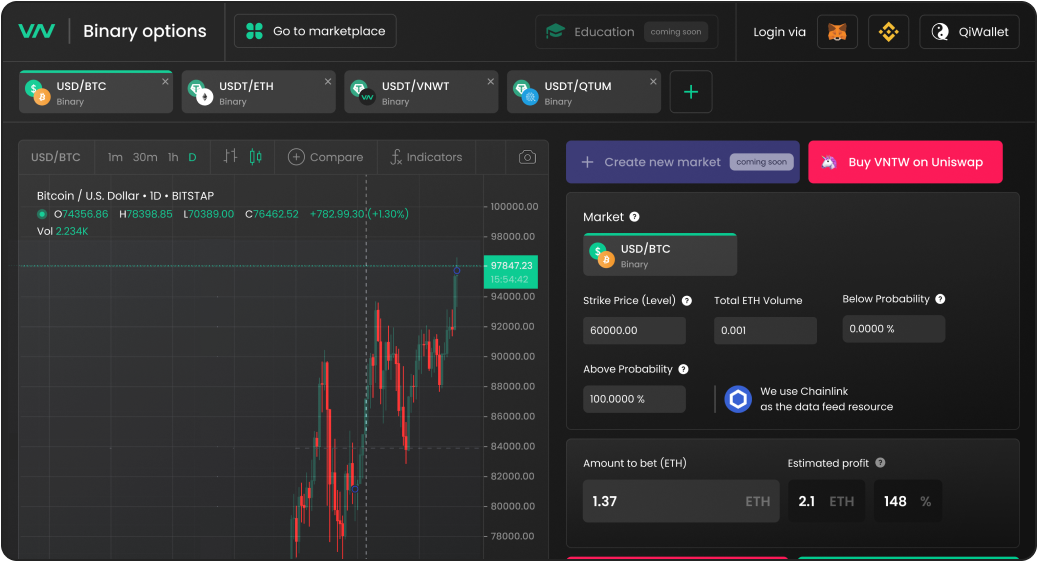 VNV Binary options
Go to marketplace
Education coming soon
Login via
QiWallet
USD/BTC
Binary
USDT/ETH
Binary
USDT/VNWT
Binary
USDT/QTUM
Binary
USD/BTC 1m 30m 1h D Compare Indicators
Bitcoin / U.S. Dollar • 1D • BITSTAP
O74356.86 H78398.85 L70389.00 C76462.52 +782,99.30 (+1.30%)
Vol 2.234K
100000.00
98000.00
97847.23
15:54:42
94000.00
92000.00
90000.00
88000.00
86000.00
84000.00
82000.00
80000.00
78000.00
Create new market coming soon
Buy VNTW on Uniswap
Market
USD/BTC
Binary
Strike Price (Level)
60000.00
Total ETH Volume
0.001
Below Probability
0.0000 %
Above Probability
100.0000 %
We use Chainlink
as the data feed resource
Amount to bet (ETH)
1.37 ETH
Estimated profit
2.1 ETH
148 %